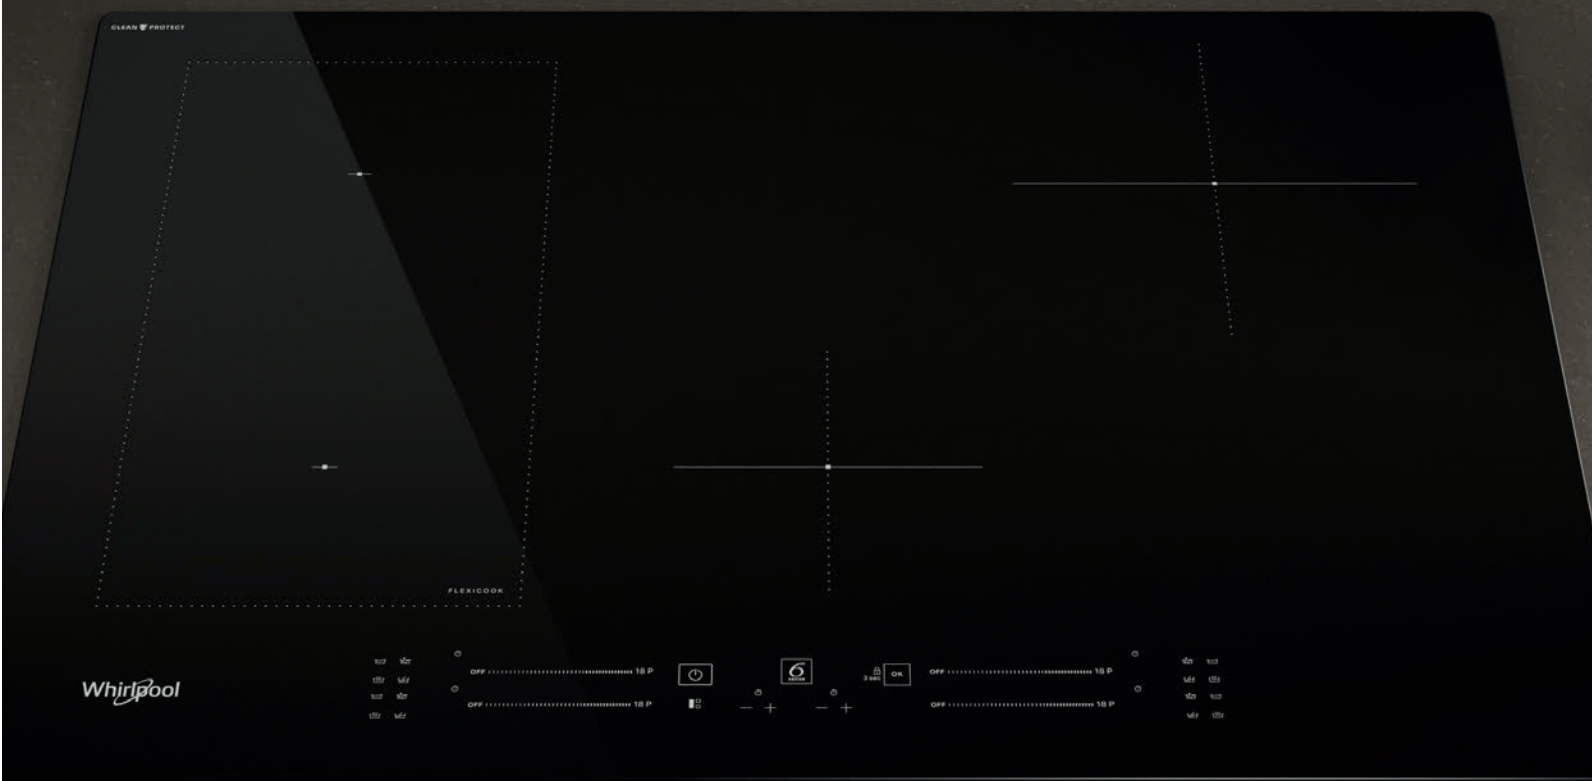 CLEAN PROTECT
FLEXICOOK
Whirlpool
OFF 18 P
OFF 18 P
6
SENSE
3 sec
OK
OFF 18 P
OFF 18 P